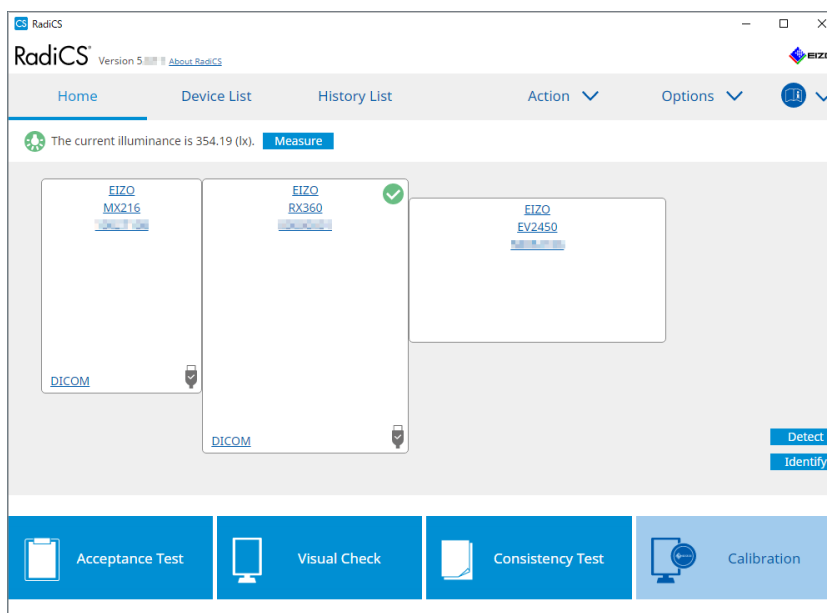 CS RadiCS
RadiCS® Version 5. About RadiCS
EIZO
Home Device List History List Action Options
The current illuminance is 354.19 (lx). Measure
EIZO
MX216
DICOM
EIZO
RX360
DICOM
EIZO
EV2450
Detect
Identify
Acceptance Test Visual Check Consistency Test Calibration